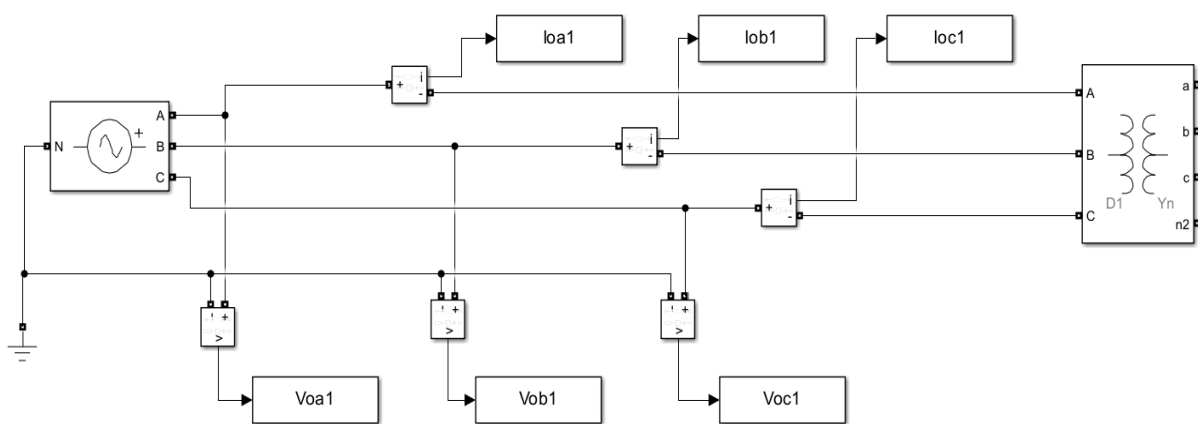 Ioa1
Iob1
Ioc1
+ i -
+ i -
+ i -
N + A B C
A B C D1 Yn a b c n2
- + v
- + v
- + v
Voa1
Vob1
Voc1